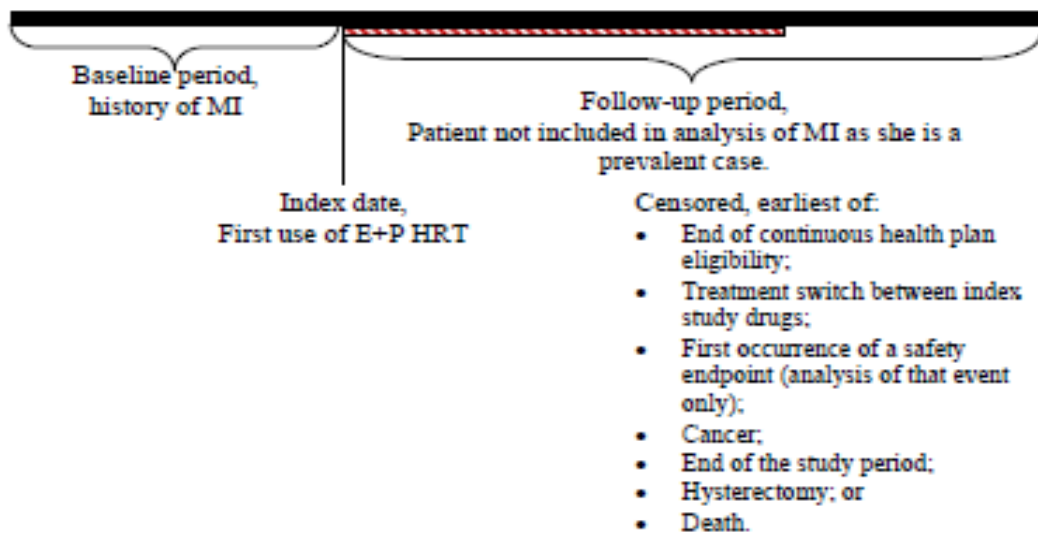 Baseline period,
history of MI
Follow-up period,
Patient not included in analysis of MI as she is a
prevalent case.
Index date,
First use of E+P HRT
Censored, earliest of:
• End of continuous health plan
eligibility;
• Treatment switch between index
study drugs;
• First occurrence of a safety
endpoint (analysis of that event
only);
• Cancer;
• End of the study period;
• Hysterectomy; or
• Death.